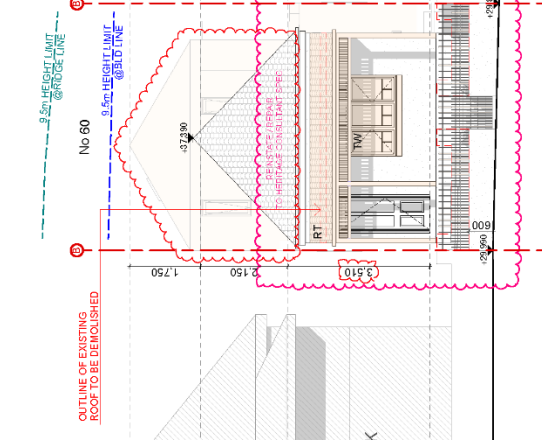 9.5m HEIGHT LIMIT
@RIDGE LINE
9.5m HEIGHT LIMIT
@BLD LINE
No 60
B
B
+37,390
REINSTATE / REPAIR
TO HERITAGE CONSULTANT SPEC
TW
RT
600
+29,990
1,750
2,150
3,510
OUTLINE OF EXISTING
ROOF TO BE DEMOLISHED
K